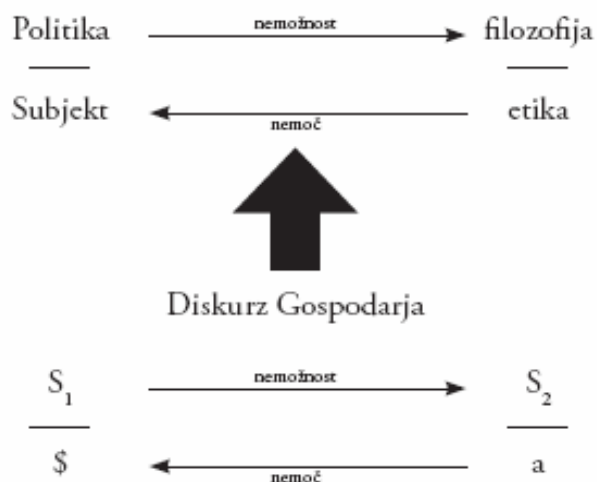 Politika nemožnost filozofija
Subjekt nemoč etika
Diskurz Gospodarja
S₁ nemožnost S₂
$ nemoč a